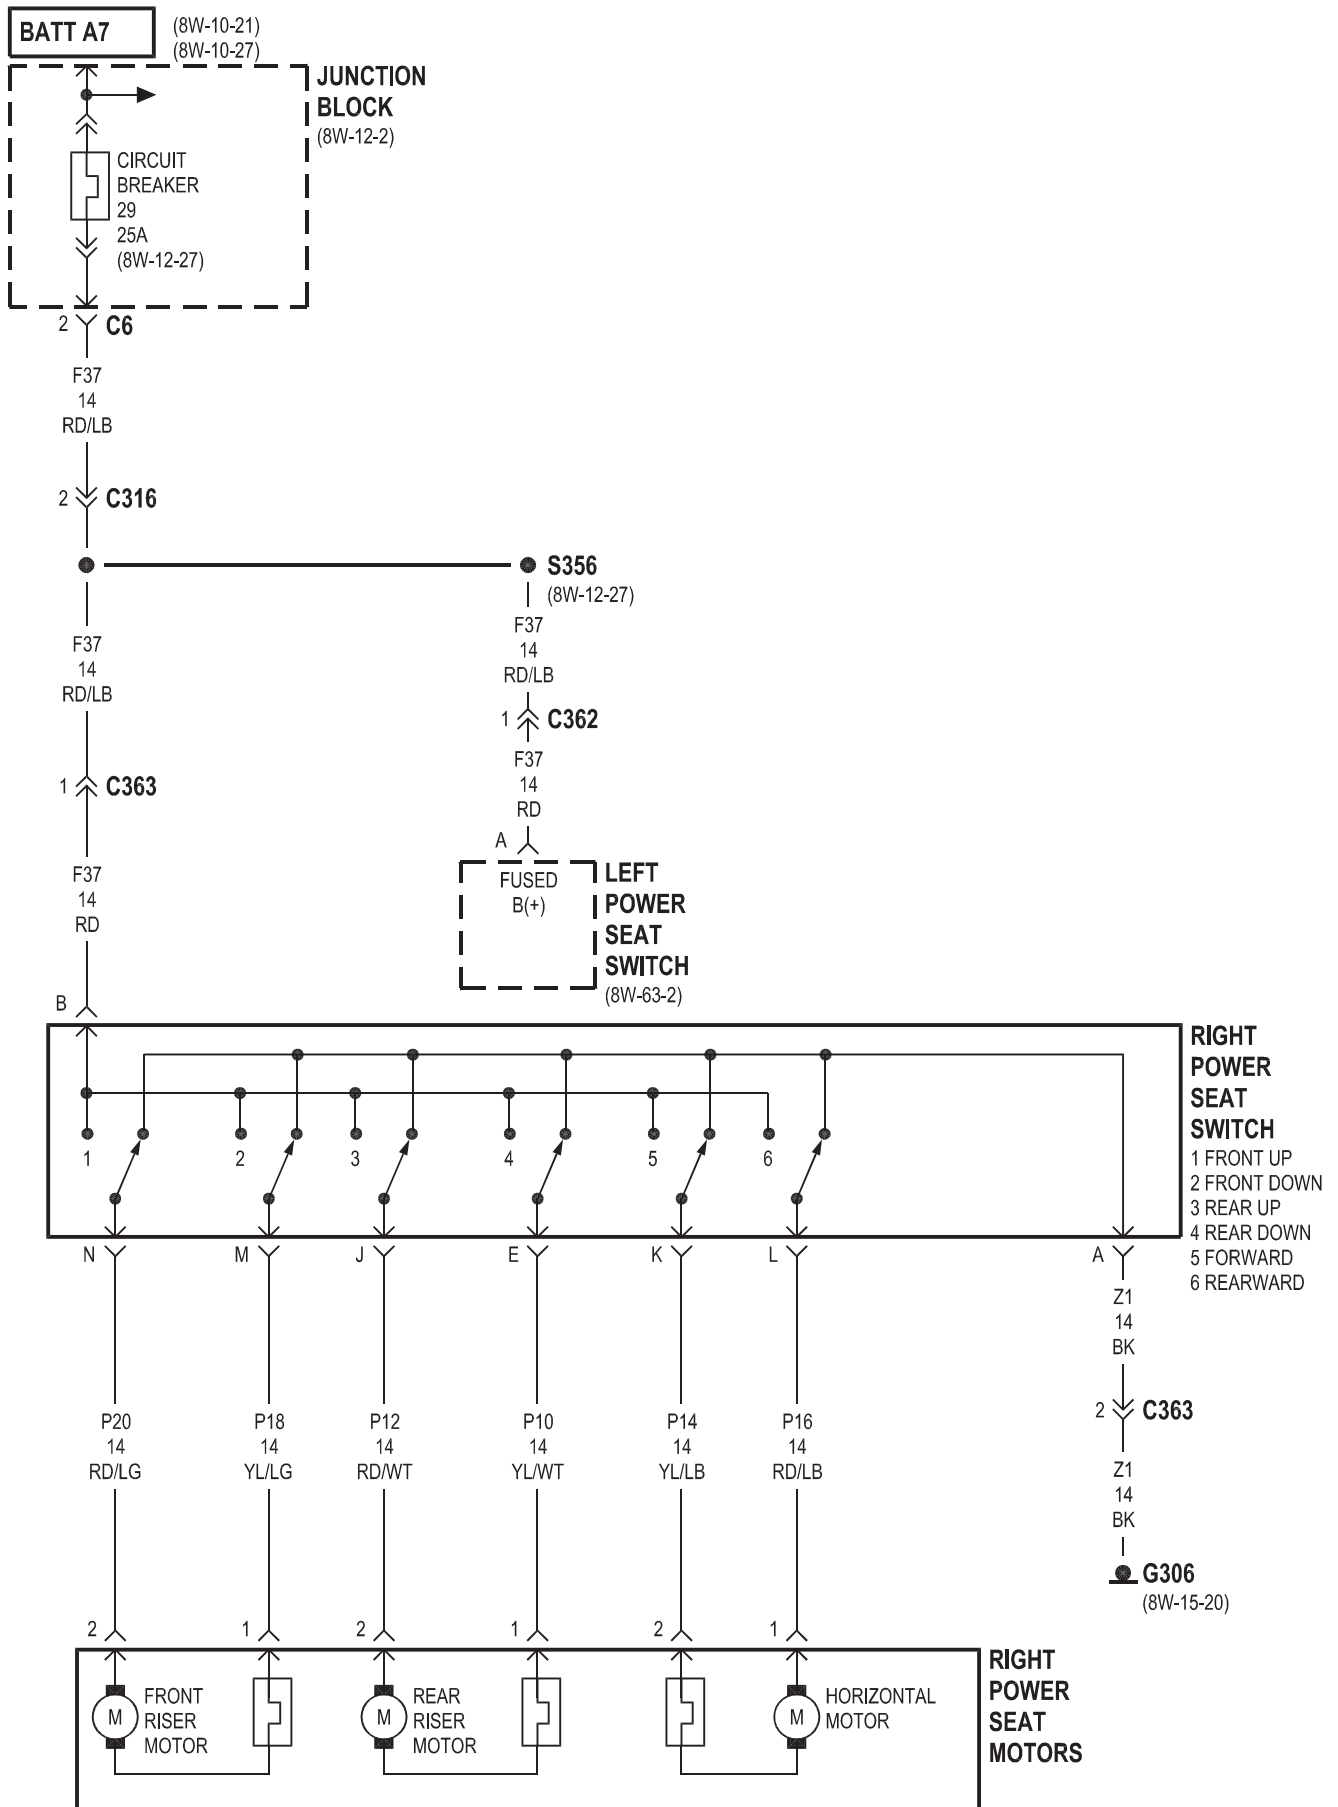 BATT A7
(8W-10-21)
(8W-10-27)
JUNCTION
BLOCK
(8W-12-2)
CIRCUIT
BREAKER
29
25A
(8W-12-27)
2 C6
F37
14
RD/LB
2 C316
S356
(8W-12-27)
F37
14
RD/LB
F37
14
RD/LB
1 C362
1 C363
F37
14
RD
A
FUSED
B(+)
LEFT
POWER
SEAT
SWITCH
(8W-63-2)
F37
14
RD
B
RIGHT
POWER
SEAT
SWITCH
1 FRONT UP
2 FRONT DOWN
3 REAR UP
4 REAR DOWN
5 FORWARD
6 REARWARD
1 2 3 4 5 6
N M J E K L A
Z1
14
BK
2 C363
Z1
14
BK
G306
(8W-15-20)
P20
14
RD/LG
P18
14
YL/LG
P12
14
RD/WT
P10
14
YL/WT
P14
14
YL/LB
P16
14
RD/LB
2 1 2 1 2 1
M
FRONT
RISER
MOTOR
M
REAR
RISER
MOTOR
M
HORIZONTAL
MOTOR
RIGHT
POWER
SEAT
MOTORS